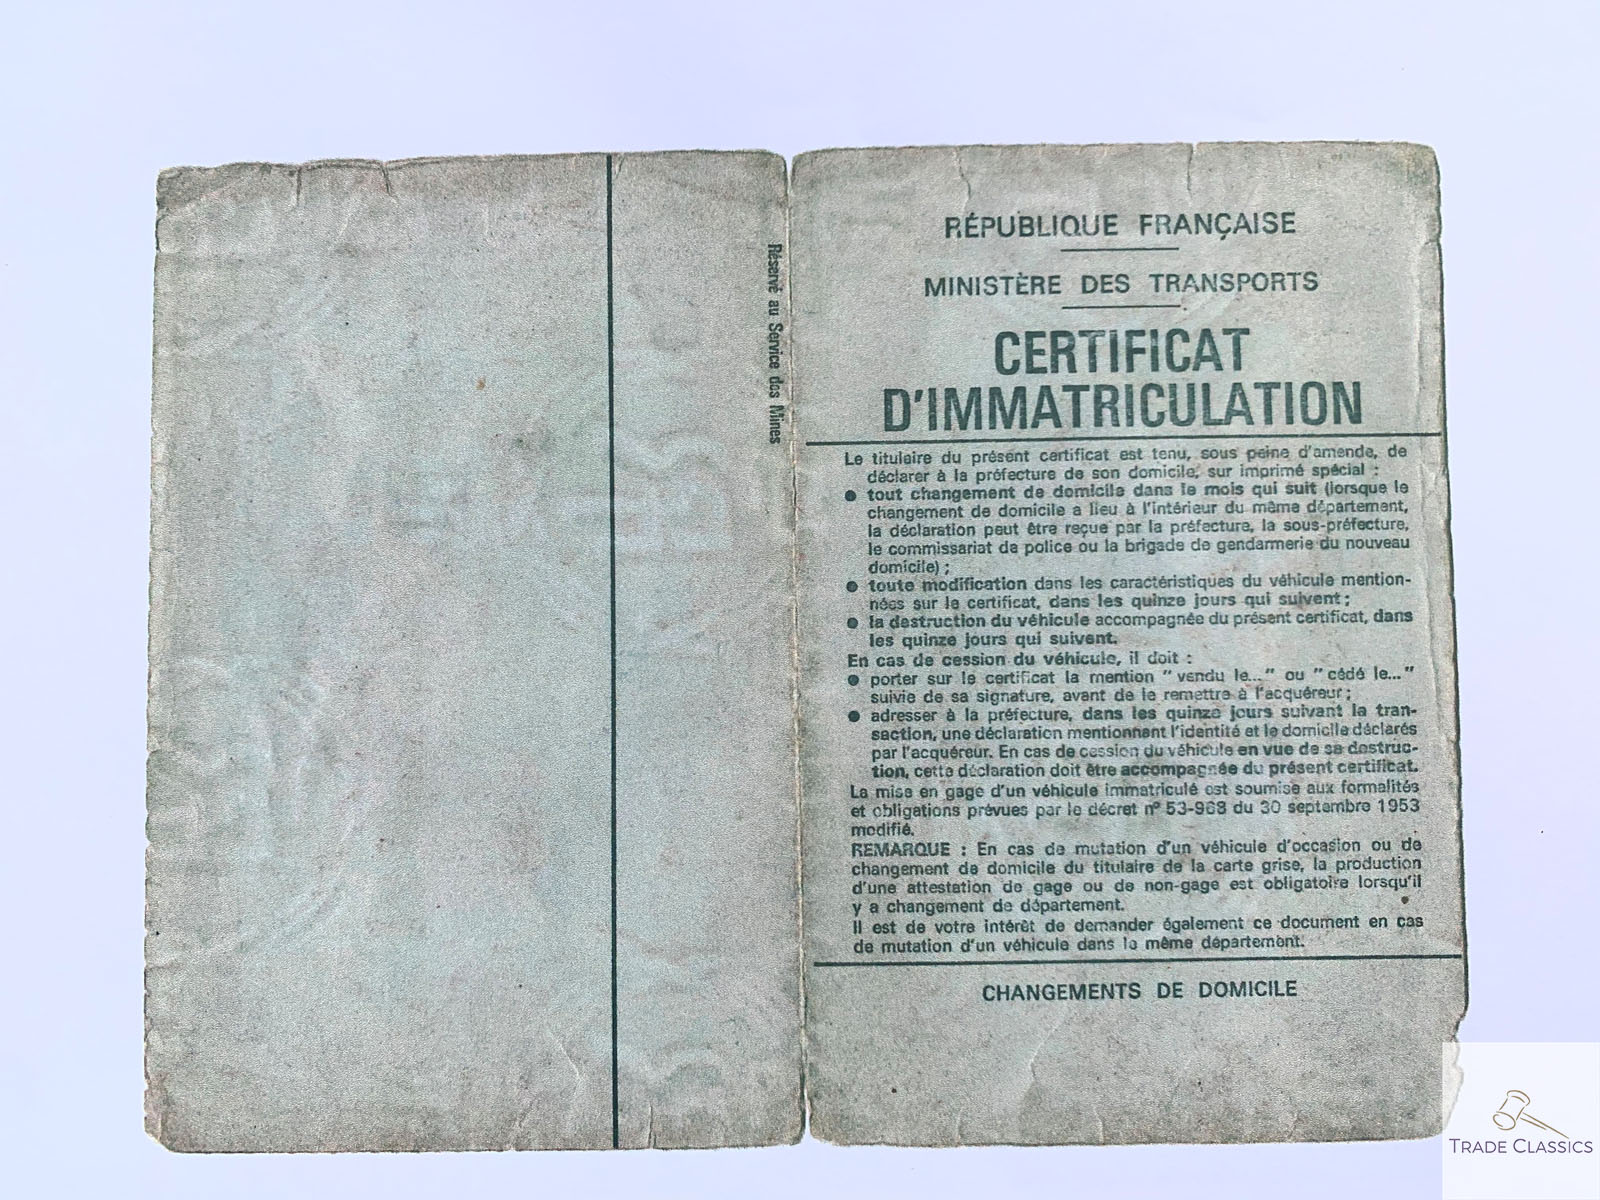 Réservé au Service des Mines
RÉPUBLIQUE FRANÇAISE
MINISTÈRE DES TRANSPORTS
CERTIFICAT
D'IMMATRICULATION
Le titulaire du présent certificat est tenu, sous peine d'amende, de
déclarer à la préfecture de son domicile, sur imprimé spécial :
● tout changement de domicile dans le mois qui suit (lorsque le
changement de domicile a lieu à l'intérieur du même département,
la déclaration peut être reçue par la préfecture, la sous-préfecture,
le commissariat de police ou la brigade de gendarmerie du nouveau
domicile) ;
● toute modification dans les caractéristiques du véhicule mention-
nées sur le certificat, dans les quinze jours qui suivent ;
● la destruction du véhicule accompagnée du présent certificat, dans
les quinze jours qui suivent.
En cas de cession du véhicule, il doit :
● porter sur le certificat la mention " vendu le..." ou " cédé le..."
suivie de sa signature, avant de le remettre à l'acquéreur ;
● adresser à la préfecture, dans les quinze jours suivant la tran-
saction, une déclaration mentionnant l'identité et le domicile déclarés
par l'acquéreur. En cas de cession du véhicule en vue de sa destruc-
tion, cette déclaration doit être accompagnée du présent certificat.
La mise en gage d'un véhicule immatriculé est soumise aux formalités
et obligations prévues par le décret nº 53-968 du 30 septembre 1953
modifié.
REMARQUE : En cas de mutation d'un véhicule d'occasion ou de
changement de domicile du titulaire de la carte grise, la production
d'une attestation de gage ou de non-gage est obligatoire lorsqu'il
y a changement de département.
Il est de votre intérêt de demander également ce document en cas
de mutation d'un véhicule dans le même département.
CHANGEMENTS DE DOMICILE
TRADE CLASSICS